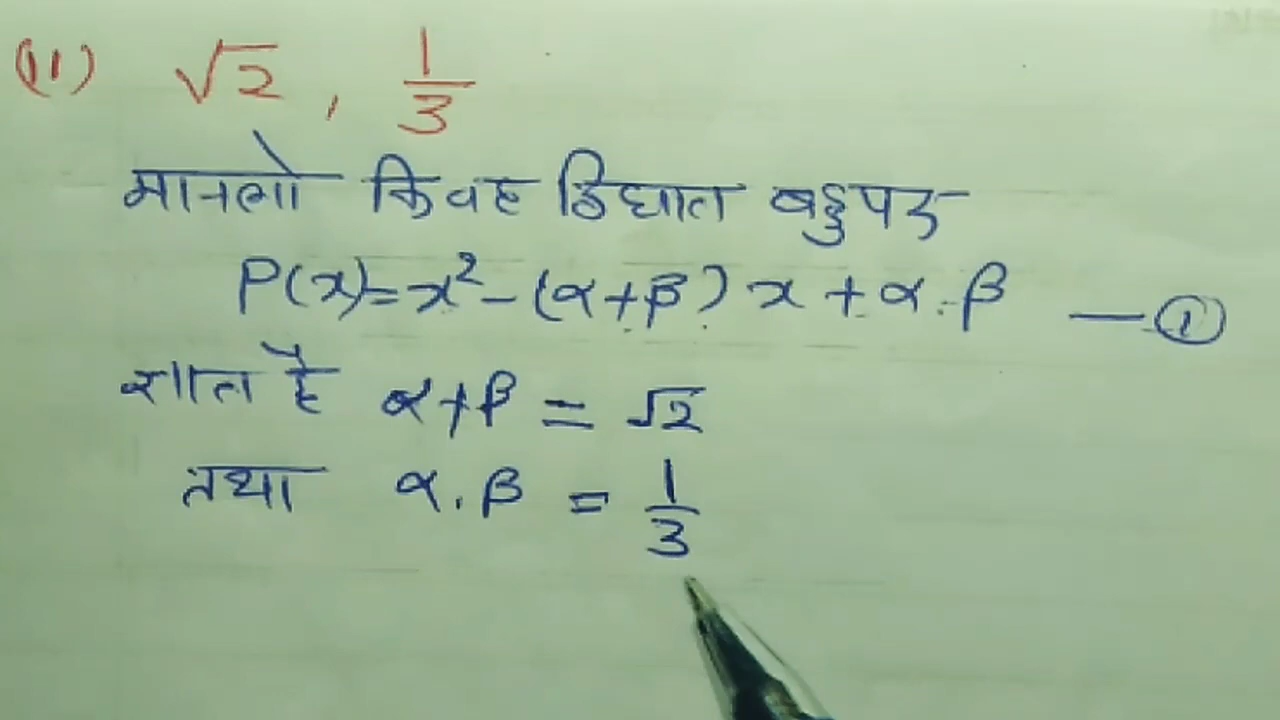 (ii) √2 , 1/3
मानलो कि वह द्विघात बहुपद
P(x)=x²-(α+β)x+α.β —①
ज्ञात है α+β = √2
तथा α.β = 1/3